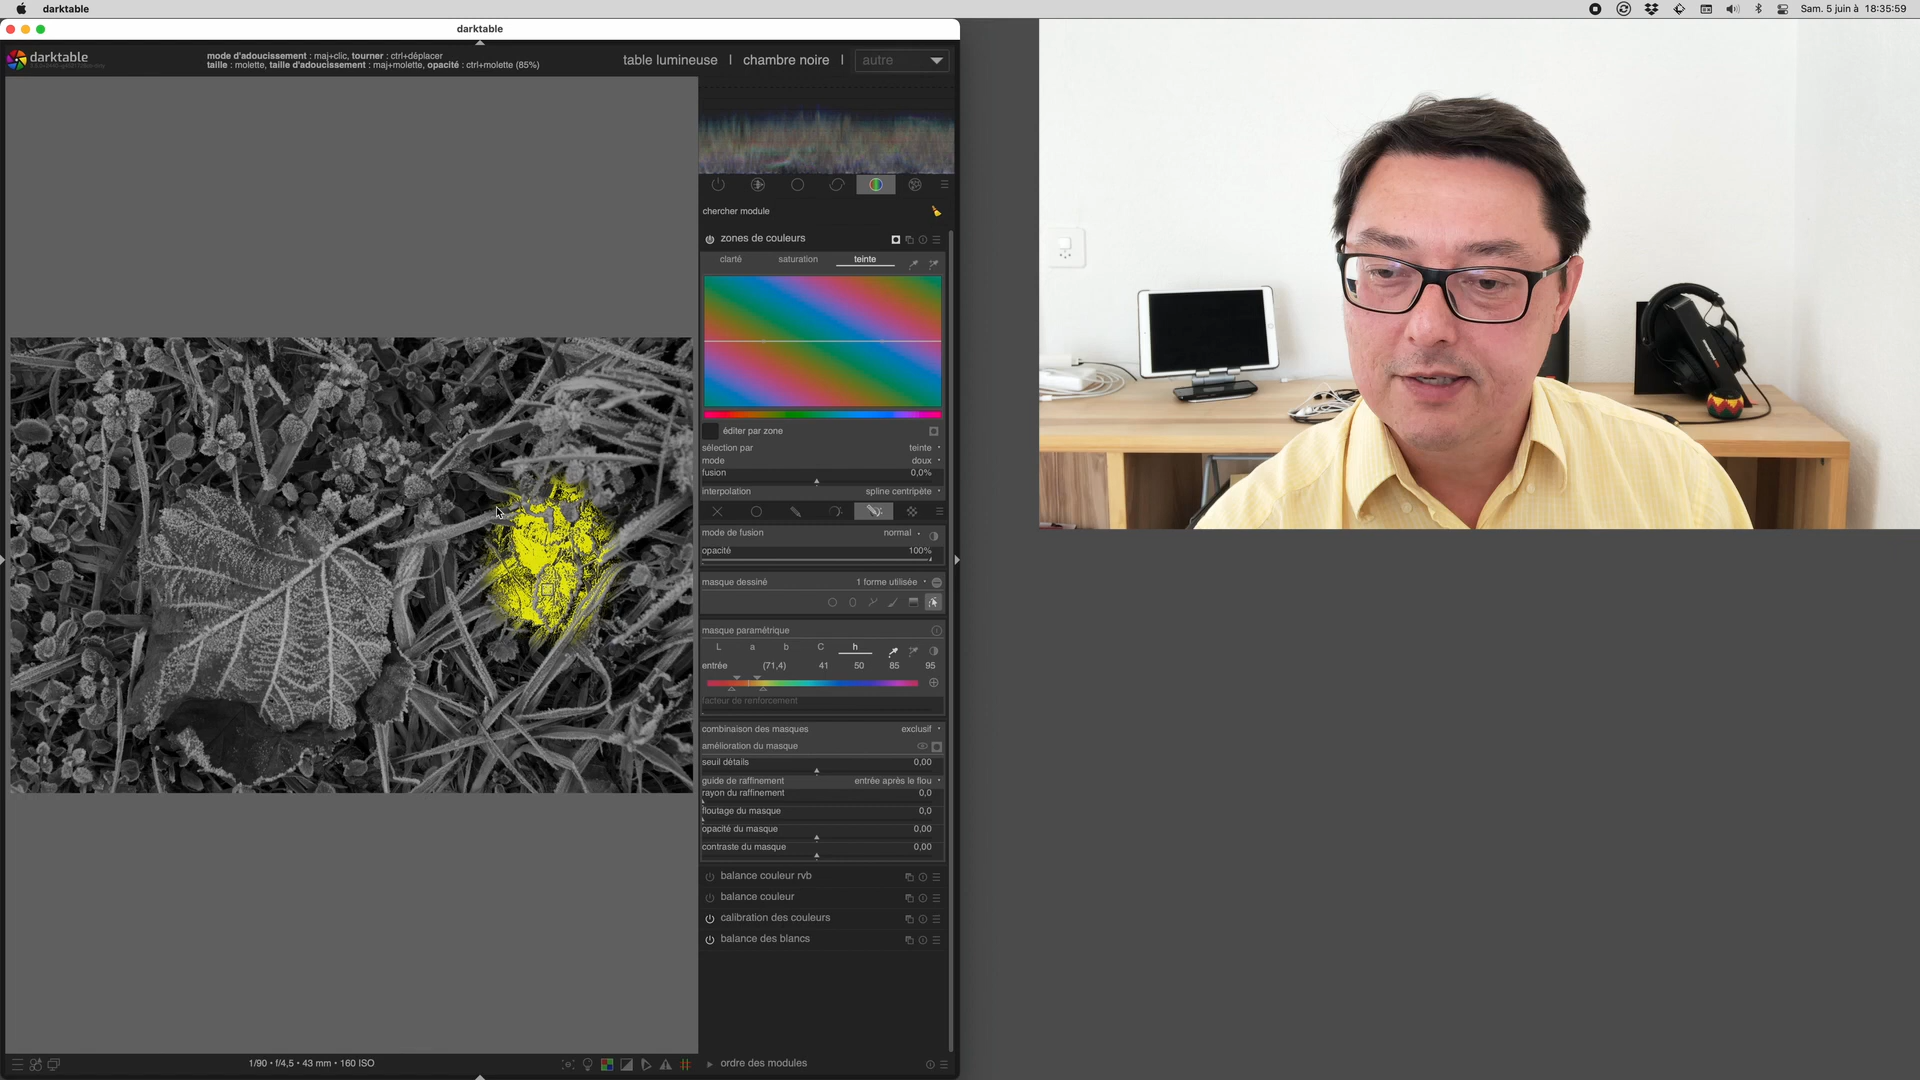 darktable
Sam. 5 juin à 18:35:59
darktable
darktable
mode d'adoucissement : maj+clic, tourner : ctrl+déplacer
taille : molette, taille d'adoucissement : maj+molette, opacité : ctrl+molette (85%)
table lumineuse | chambre noire | autre
chercher module
zones de couleurs
clarté saturation teinte
éditer par zone
sélection par teinte
mode doux
fusion 0,0%
interpolation spline centripète
mode de fusion normal
opacité 100%
masque dessiné 1 forme utilisée
masque paramétrique
L a b C h
entrée (71,4) 41 50 85 95
facteur de renforcement
combinaison des masques exclusif
amélioration du masque
seuil détails 0,00
guide de raffinement entrée après le flou
rayon du raffinement 0,0
floutage du masque 0,0
opacité du masque 0,00
contraste du masque 0,00
balance couleur rvb
balance couleur
calibration des couleurs
balance des blancs
1/90 • f/4,5 • 43 mm • 160 ISO
ordre des modules